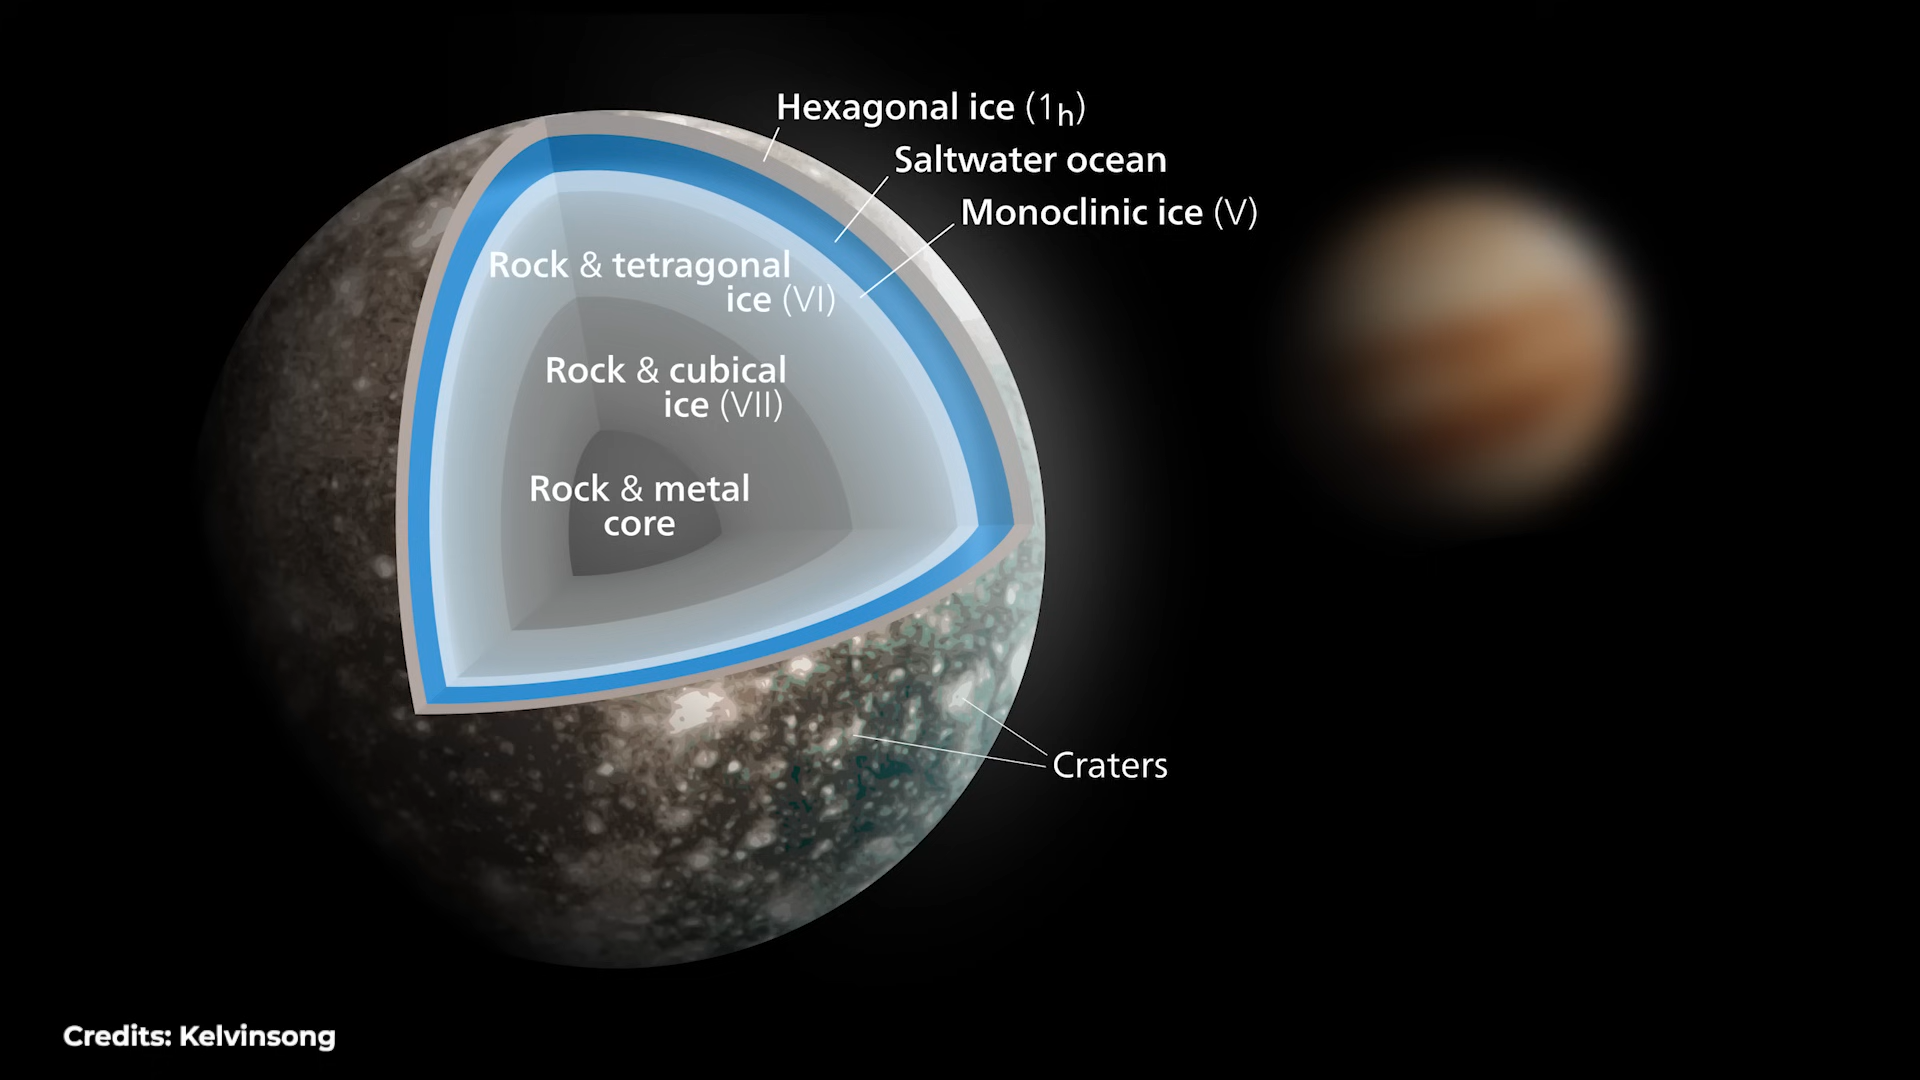 Hexagonal ice (1h)
Saltwater ocean
Monoclinic ice (V)
Rock & tetragonal
ice (VI)
Rock & cubical
ice (VII)
Rock & metal
core
Craters
Credits: Kelvinsong